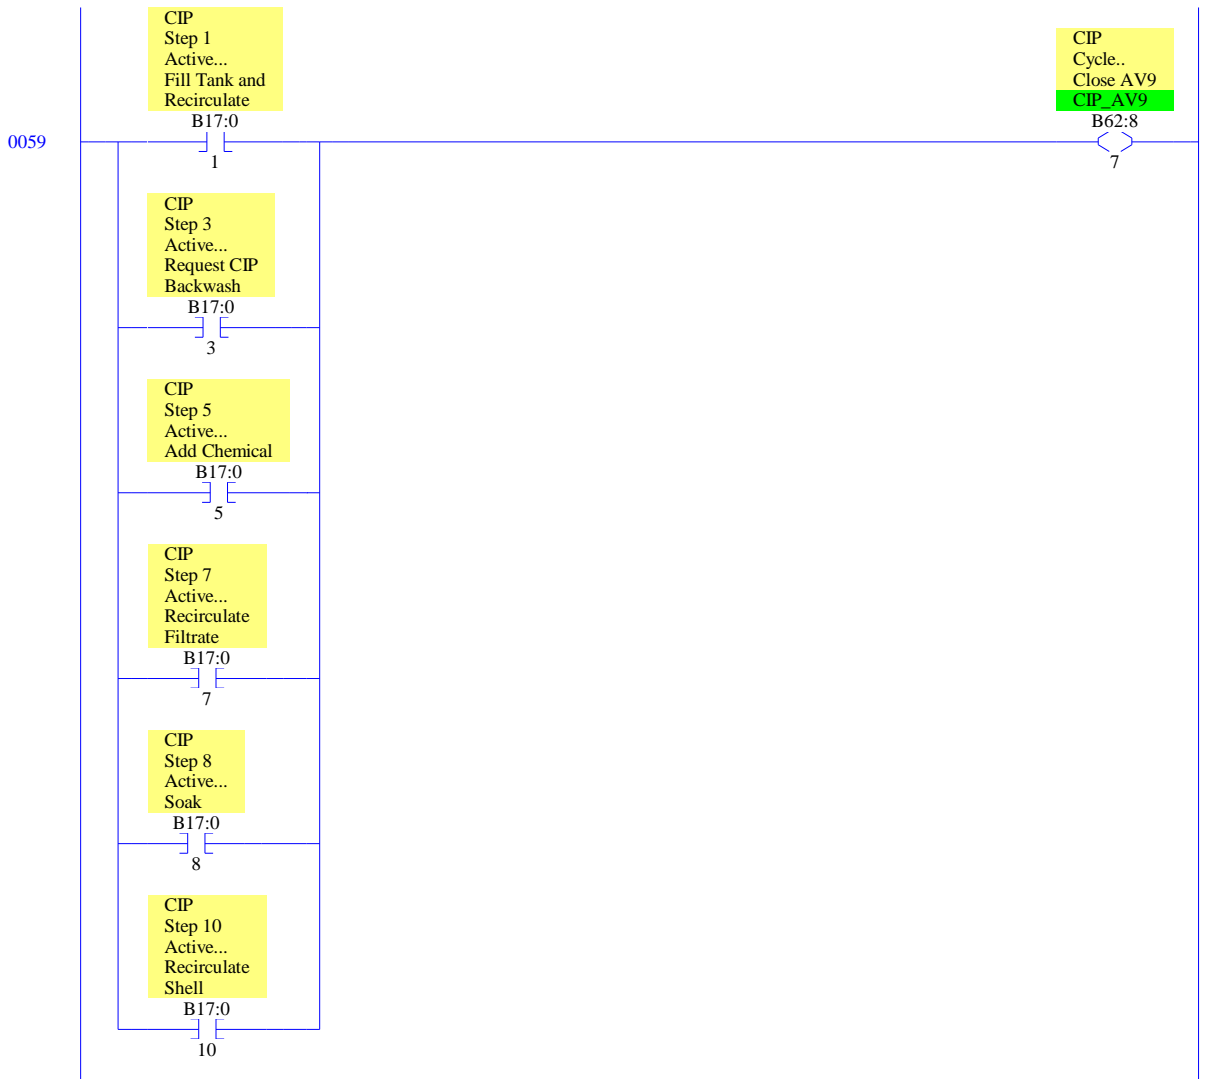 CIP
Step 1
Active...
Fill Tank and
Recirculate
B17:0
1
CIP
Cycle..
Close AV9
CIP_AV9
B62:8
7
0059
CIP
Step 3
Active...
Request CIP
Backwash
B17:0
3
CIP
Step 5
Active...
Add Chemical
B17:0
5
CIP
Step 7
Active...
Recirculate
Filtrate
B17:0
7
CIP
Step 8
Active...
Soak
B17:0
8
CIP
Step 10
Active...
Recirculate
Shell
B17:0
10